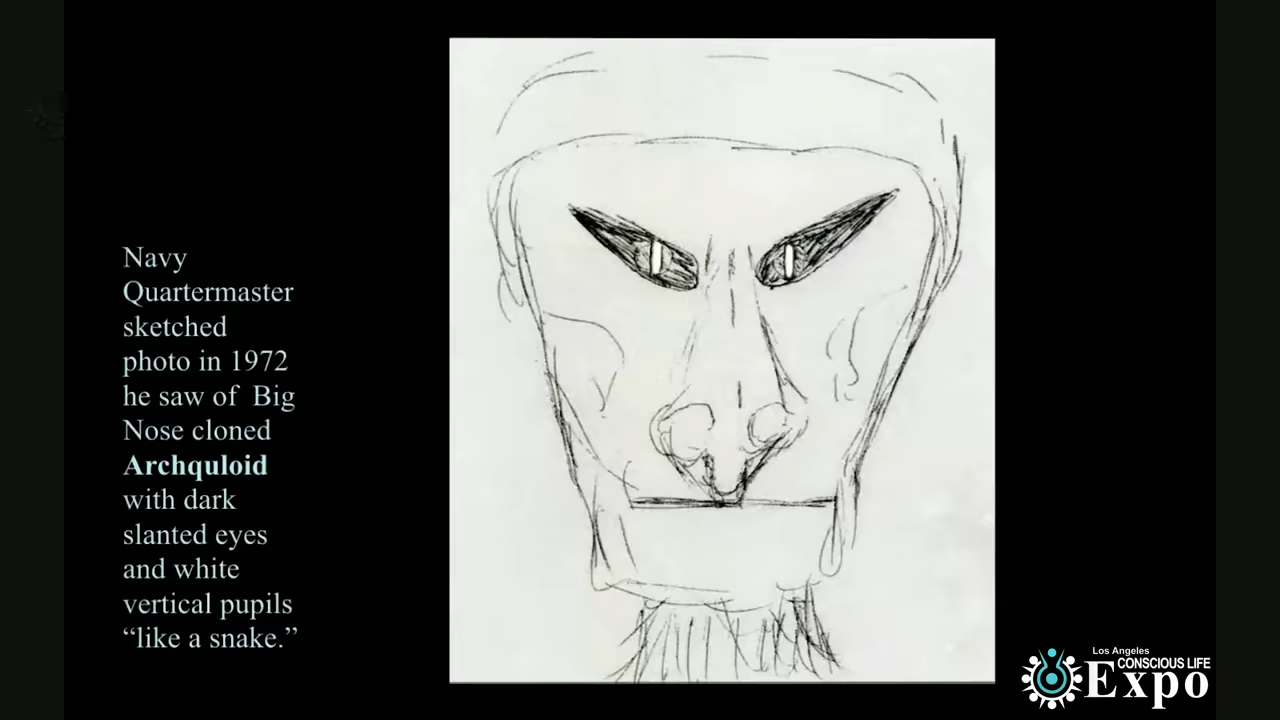 Navy
Quartermaster
sketched
photo in 1972
he saw of Big
Nose cloned
Archquloid
with dark
slanted eyes
and white
vertical pupils
“like a snake.”
Los Angeles
CONSCIOUS LIFE
Expo